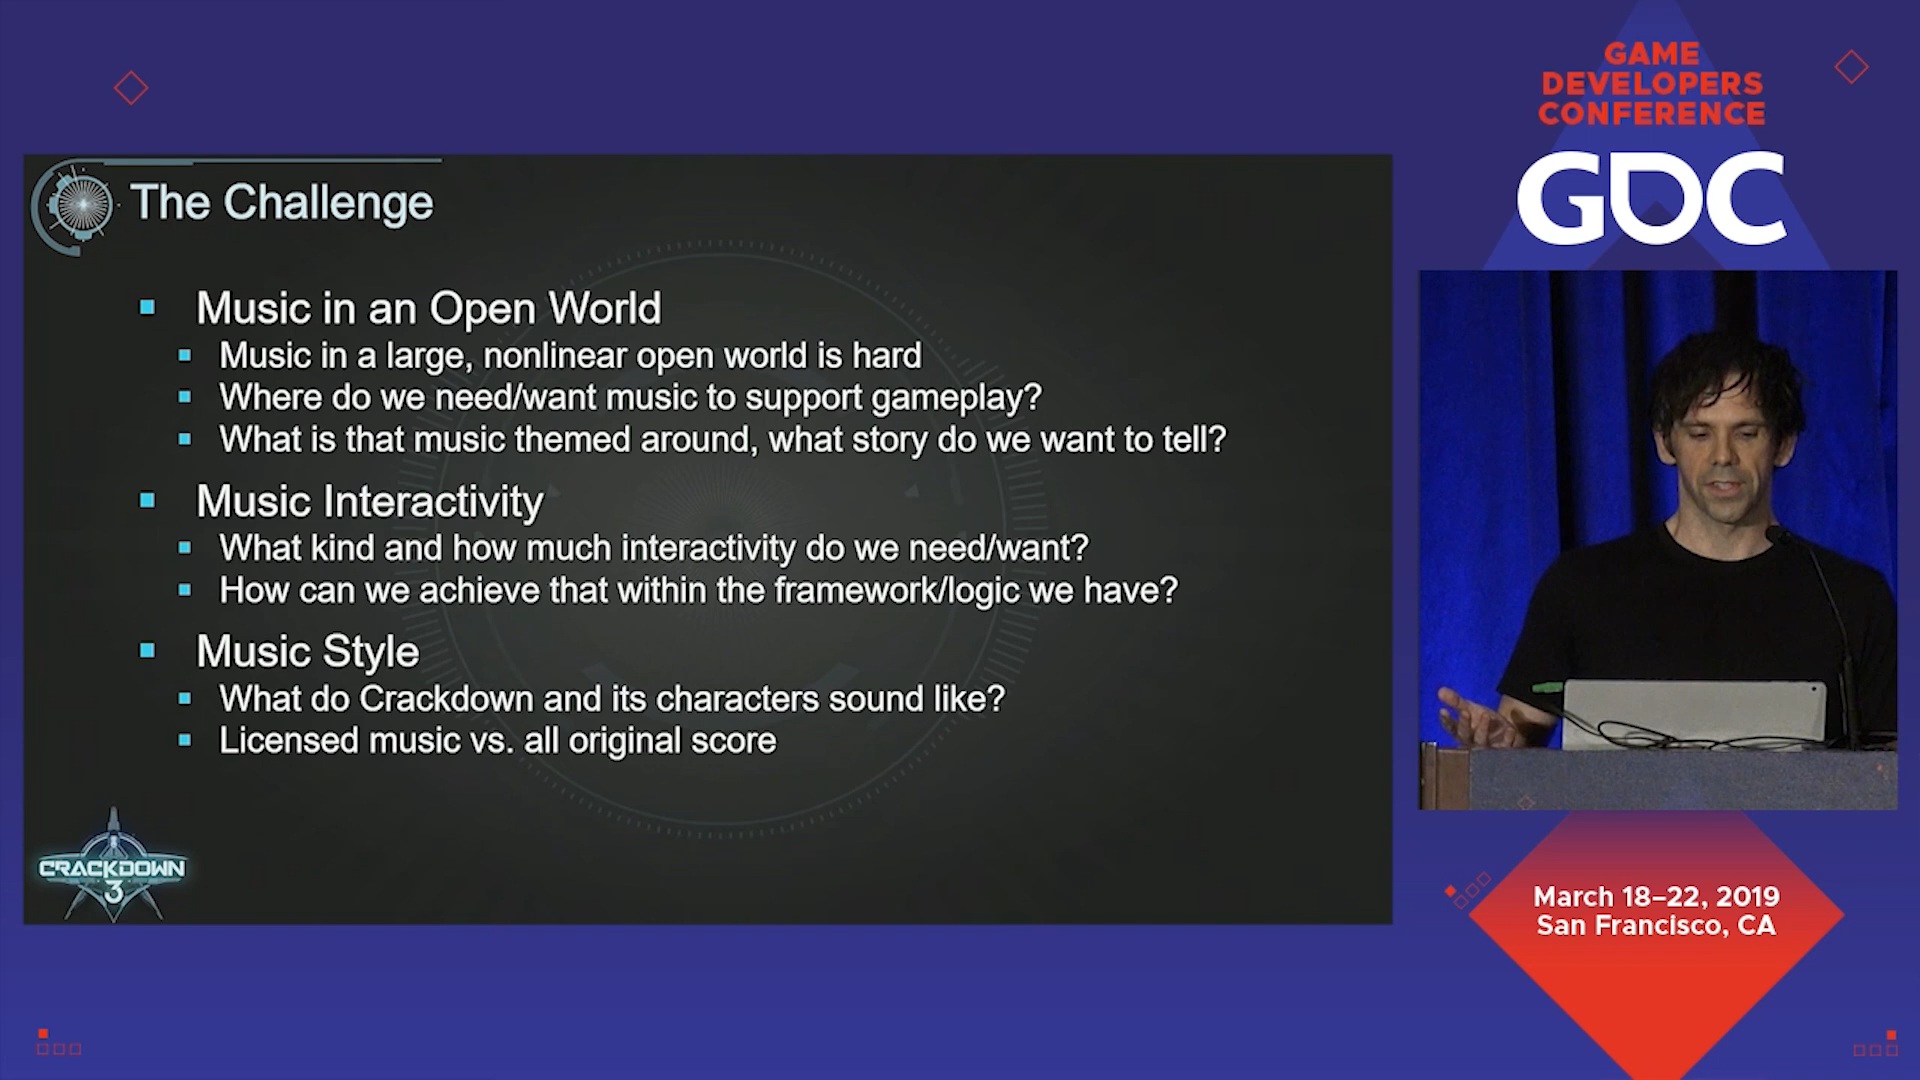 The Challenge
Music in an Open World
Music in a large, nonlinear open world is hard
Where do we need/want music to support gameplay?
What is that music themed around, what story do we want to tell?
Music Interactivity
What kind and how much interactivity do we need/want?
How can we achieve that within the framework/logic we have?
Music Style
What do Crackdown and its characters sound like?
Licensed music vs. all original score
CRACKDOWN
3
GAME
DEVELOPERS
CONFERENCE
GDC
March 18–22, 2019
San Francisco, CA